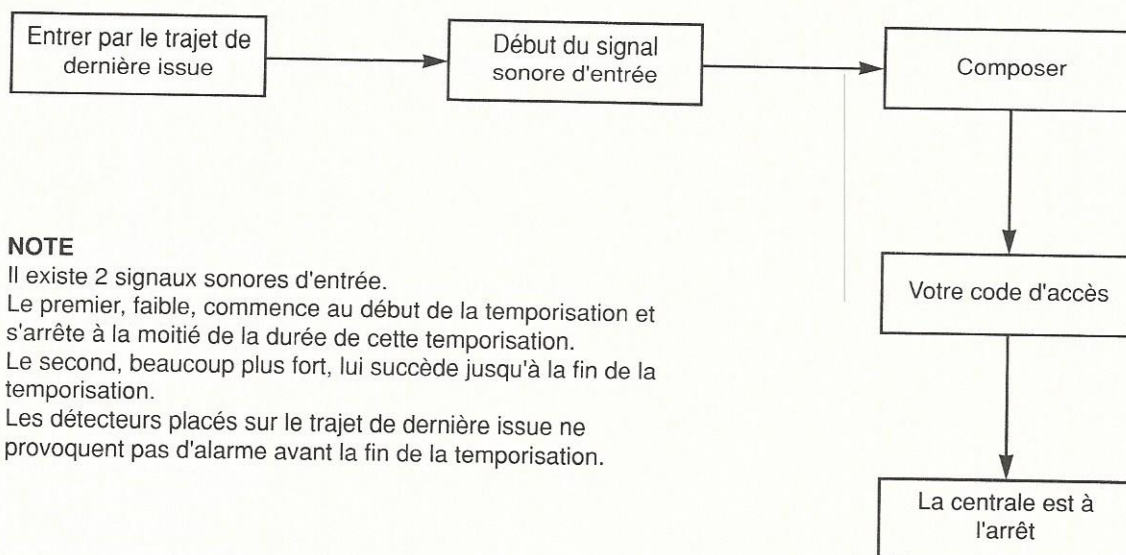 Entrer par le trajet de
dernière issue
Début du signal
sonore d'entrée
Composer
Votre code d'accès
La centrale est à
l'arrêt
NOTE
Il existe 2 signaux sonores d'entrée.
Le premier, faible, commence au début de la temporisation et
s'arrête à la moitié de la durée de cette temporisation.
Le second, beaucoup plus fort, lui succède jusqu'à la fin de la
temporisation.
Les détecteurs placés sur le trajet de dernière issue ne
provoquent pas d'alarme avant la fin de la temporisation.